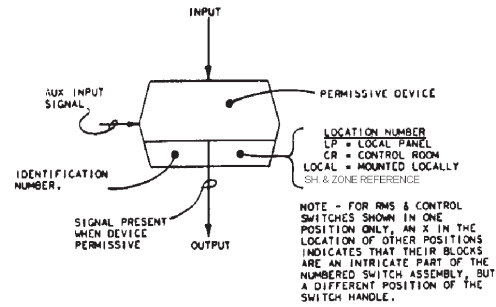 INPUT
AUX INPUT
SIGNAL
PERMISSIVE DEVICE
LOCATION NUMBER
LP = LOCAL PANEL
CR = CONTROL ROOM
LOCAL = MOUNTED LOCALLY
SH. & ZONE REFERENCE
IDENTIFICATION
NUMBER.
SIGNAL PRESENT
WHEN DEVICE
PERMISSIVE
OUTPUT
NOTE - FOR RMS & CONTROL
SWITCHES SHOWN IN ONE
POSITION ONLY, AN X IN THE
LOCATION OF OTHER POSITIONS
INDICATES THAT THEIR BLOCKS
ARE AN INTRICATE PART OF THE
NUMBERED SWITCH ASSEMBLY, BUT
A DIFFERENT POSITION OF THE
SWITCH HANDLE.